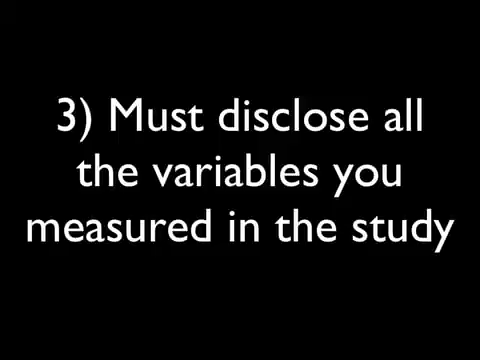 3) Must disclose all
the variables you
measured in the study